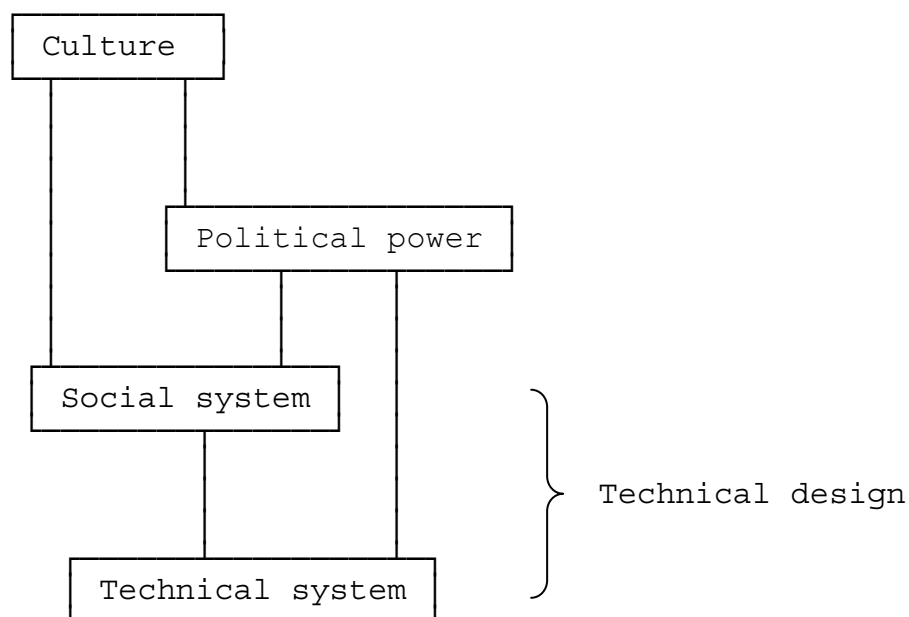 Culture
Political power
Social system
Technical design
Technical system